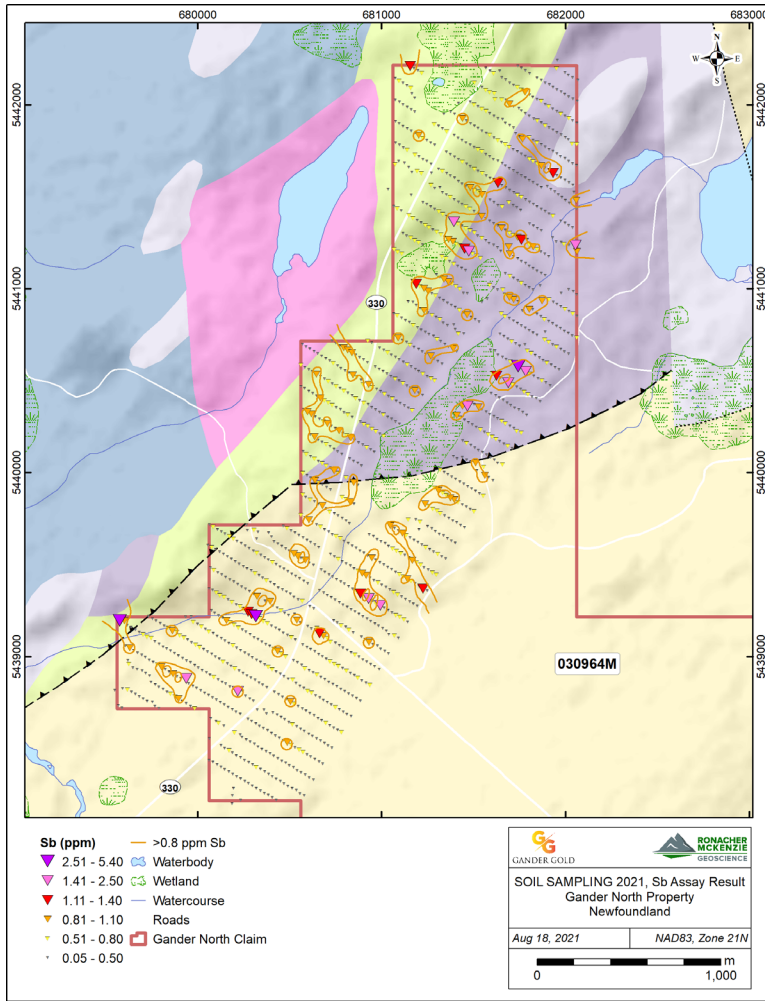 680000 681000 682000 683000
5442000 5442000
N
W E
S
5441000 5441000
330
5440000 5440000
5439000 5439000
030964M
330
Sb (ppm)
2.51 - 5.40
1.41 - 2.50
1.11 - 1.40
0.81 - 1.10
0.51 - 0.80
0.05 - 0.50
>0.8 ppm Sb
Waterbody
Wetland
Watercourse
Roads
Gander North Claim
GANDER GOLD
RONACHER
MCKENZIE
GEOSCIENCE
SOIL SAMPLING 2021, Sb Assay Result
Gander North Property
Newfoundland
Aug 18, 2021 NAD83, Zone 21N
m
0 1,000